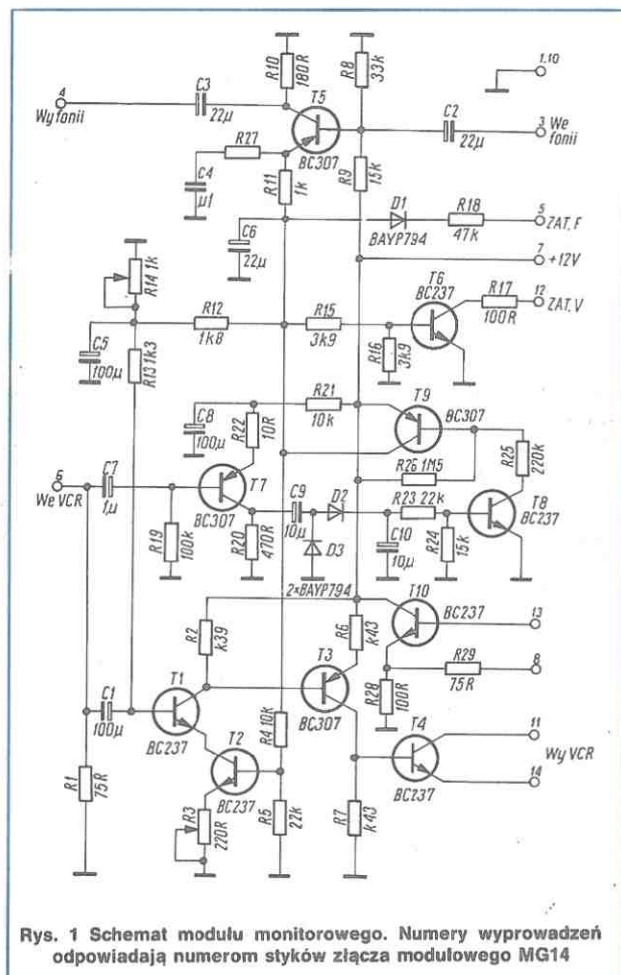 R10
180R
R8
33k
1,10
4
Wy fonii
C3
22µ
T5
BC307
C2
22µ
3 We
fonii
R27
C4
µ1
R11
1k
R9
15k
D1
BAYP794
R18
47k
5
ZAT. F
C6
22µ
7
+12V
R14 1k
R12
1k8
R15
3k9
T6
BC237
R17
100R
12
ZAT. V
R16
3k9
C5
100µ
R13 1k3
C8
100µ
R22
10R
R21
10k
T9
BC307
6
We VCR
C7
1µ
T7
BC307
R26 1M5
R25
220k
R19
100k
R20
470R
C9
10µ
D2
R23 22k
T8
BC237
D3
C10
10µ
R24
15k
2×BAYP794
R2
k39
R6
k43
T10
BC237
13
T3
BC307
R29
75R
8
R28
100R
C1
100µ
T1
BC237
R4 10k
T4
BC237
11
Wy VCR
14
R1
75R
T2
BC237
R3
220R
R5
22k
R7
k43
Rys. 1 Schemat modułu monitorowego. Numery wyprowadzeń
odpowiadają numerom styków złącza modułowego MG14